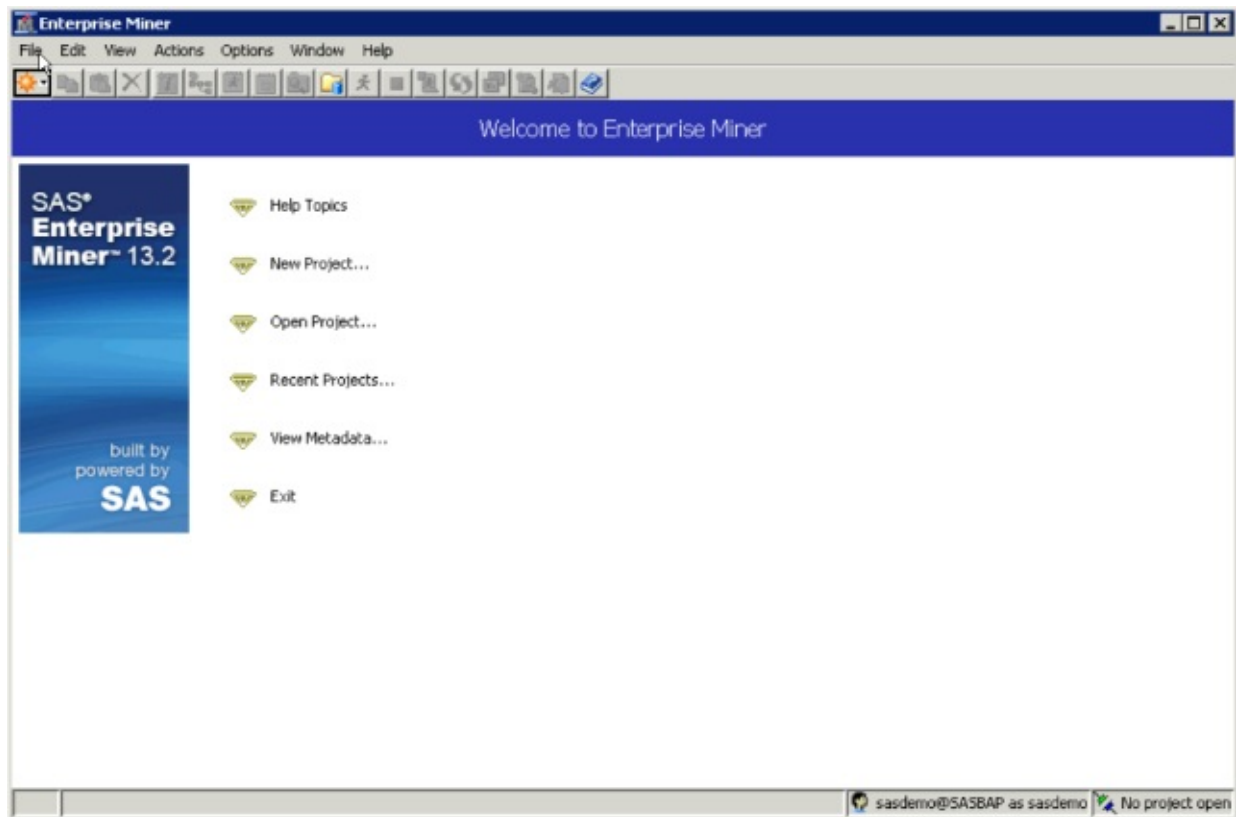 Enterprise Miner
File Edit View Actions Options Window Help
Welcome to Enterprise Miner
SAS®
Enterprise
Miner™ 13.2
built by
powered by
SAS
Help Topics
New Project...
Open Project...
Recent Projects...
View Metadata...
Exit
sasdemo@SASBAP as sasdemo
No project open